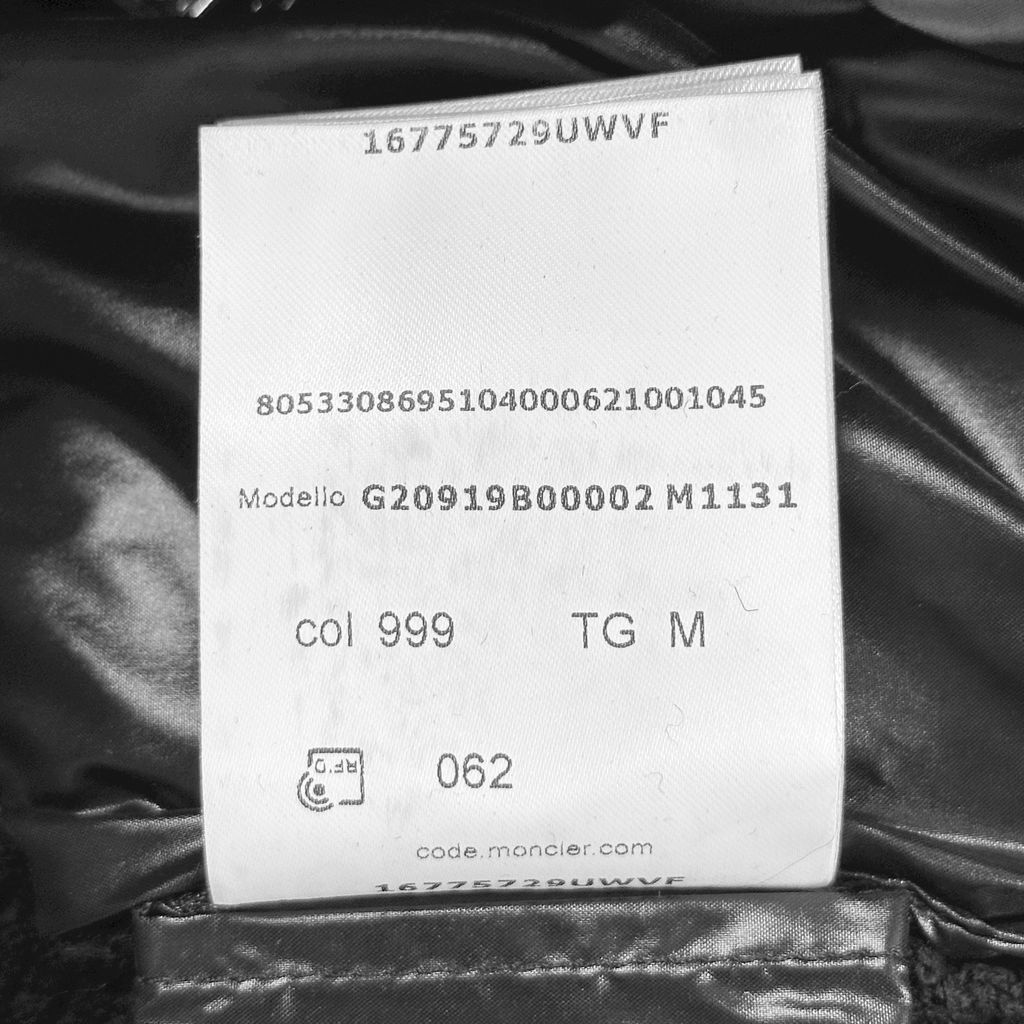 16775729UWVF
8053308695104000621001045
Modello G20919B00002 M1131
col 999 TG M
RFID 062
code.moncler.com
16775729UWVF